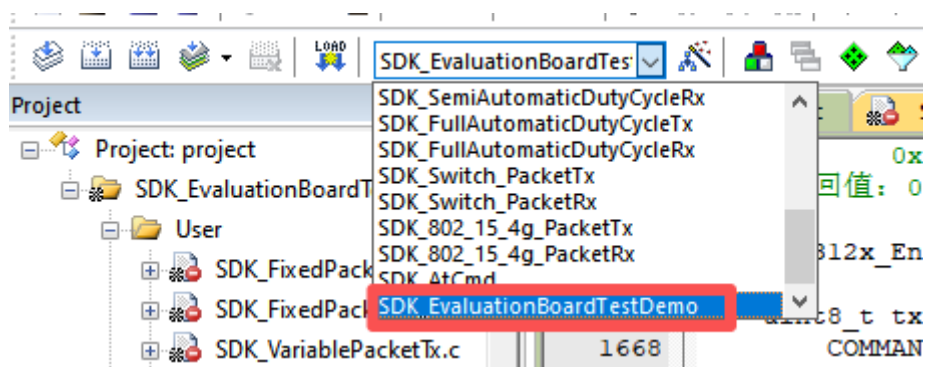 LOAD
SDK_EvaluationBoardTes
Project
SDK_SemiAutomaticDutyCycleRx
SDK_FullAutomaticDutyCycleTx
SDK_FullAutomaticDutyCycleRx
SDK_Switch_PacketTx
SDK_Switch_PacketRx
SDK_802_15_4g_PacketTx
SDK_802_15_4g_PacketRx
SDK_AtCmd
SDK_EvaluationBoardTestDemo
Project: project
SDK_EvaluationBoardT
User
SDK_FixedPack
SDK_FixedPack
SDK_VariablePacketTx.c
0x
回值: 0
312x_En
uint8_t tx
1668 COMMAN